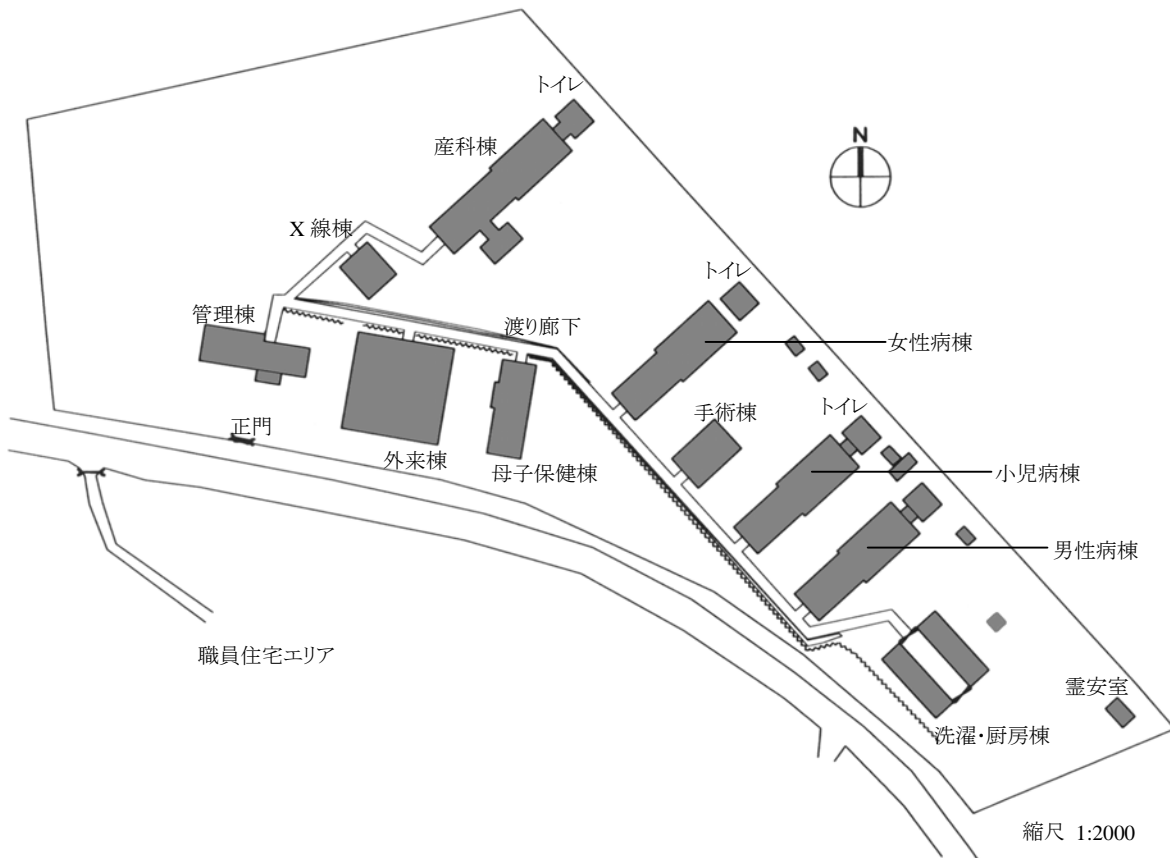 トイレ
産科棟
N
X 線棟
トイレ
管理棟
渡り廊下
女性病棟
手術棟
トイレ
正門
外来棟
母子保健棟
小児病棟
男性病棟
職員住宅エリア
霊安室
洗濯・厨房棟
縮尺 1:2000